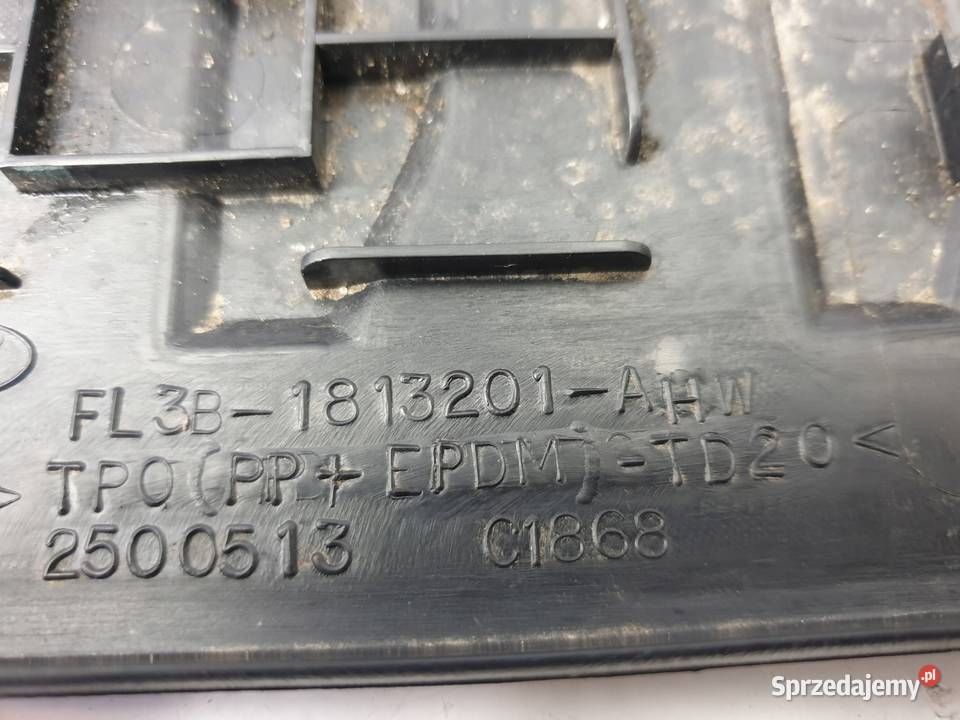 FL3B-1813201-AHW
TPO(PP+EPDM)-TD20<
2500513 C1868
Sprzedajemy.pl